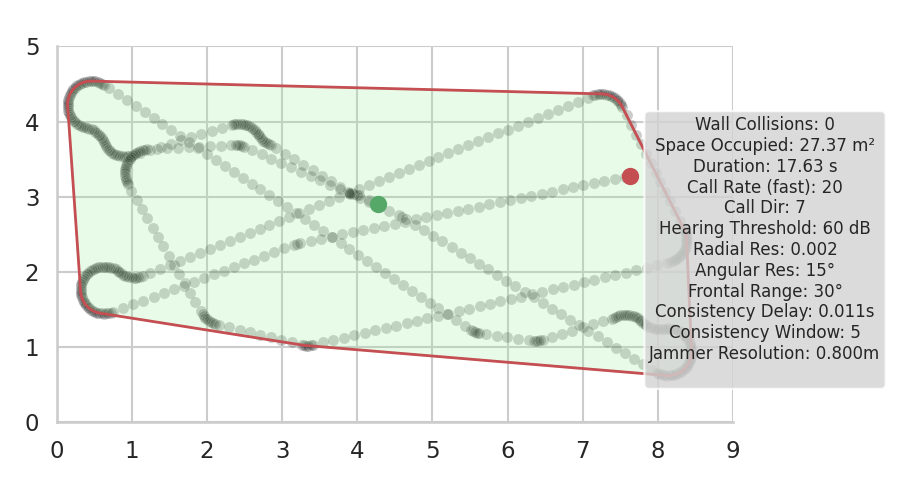 5
4
3
2
1
0
0 1 2 3 4 5 6 7 8 9
Wall Collisions: 0
Space Occupied: 27.37 m²
Duration: 17.63 s
Call Rate (fast): 20
Call Dir: 7
Hearing Threshold: 60 dB
Radial Res: 0.002
Angular Res: 15°
Frontal Range: 30°
Consistency Delay: 0.011s
Consistency Window: 5
Jammer Resolution: 0.800m